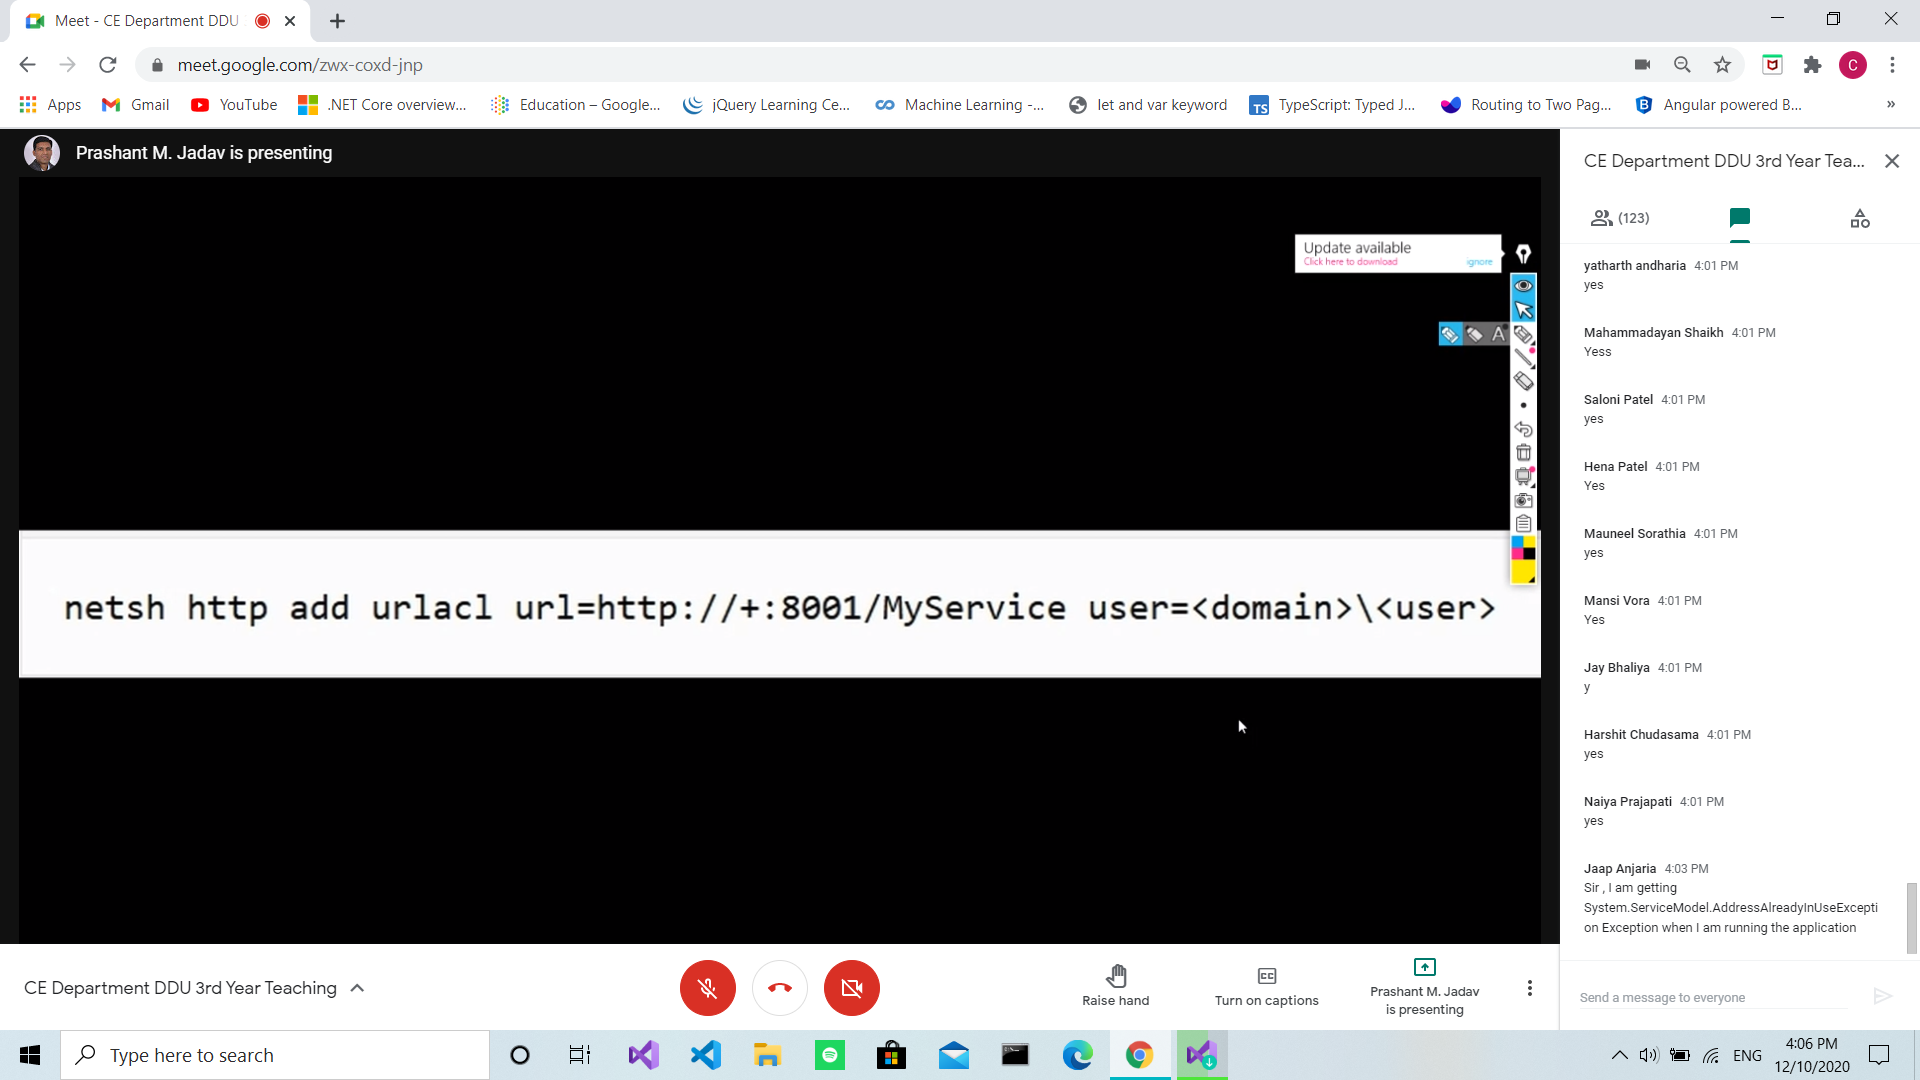 Meet - CE Department DDU
meet.google.com/zwx-coxd-jnp
C
Apps
Gmail
YouTube
.NET Core overview...
Education – Google...
jQuery Learning Ce...
Machine Learning -...
let and var keyword
TS
TypeScript: Typed J...
Routing to Two Pag...
B
Angular powered B...
»
Prashant M. Jadav is presenting
Update available
Click here to download
ignore
A
netsh http add urlacl url=http://+:8001/MyService user=<domain>\<user>
CE Department DDU 3rd Year Tea...
(123)
yatharth andharia 4:01 PM
yes
Mahammadayan Shaikh 4:01 PM
Yess
Saloni Patel 4:01 PM
yes
Hena Patel 4:01 PM
Yes
Mauneel Sorathia 4:01 PM
yes
Mansi Vora 4:01 PM
Yes
Jay Bhaliya 4:01 PM
y
Harshit Chudasama 4:01 PM
yes
Naiya Prajapati 4:01 PM
yes
Jaap Anjaria 4:03 PM
Sir , I am getting
System.ServiceModel.AddressAlreadyInUseExcepti
on Exception when I am running the application
Send a message to everyone
CE Department DDU 3rd Year Teaching
Raise hand
CC
Turn on captions
Prashant M. Jadav
is presenting
Type here to search
ENG
4:06 PM
12/10/2020